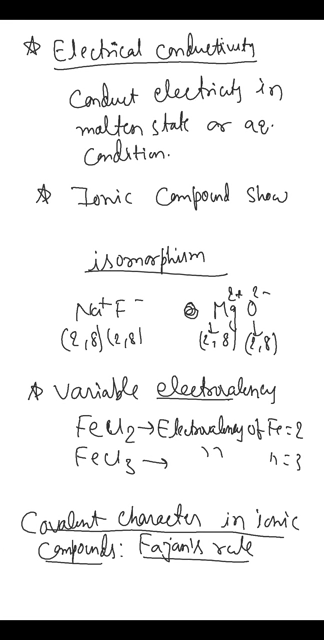 ☆ Electrical conductivity
Conduct electricity in
molten state or aq.
condition.
☆ Ionic Compound Show
isomorphism
Na⁺F⁻ Mg²⁺O²⁻
(2,8) (2,8) (2,8) (2,8)
☆ Variable electrovalency
FeCl₂ → Electrovalency of Fe = 2
FeCl₃ → '' '' = 3
Covalent character in ionic
Compounds: Fajan's rule